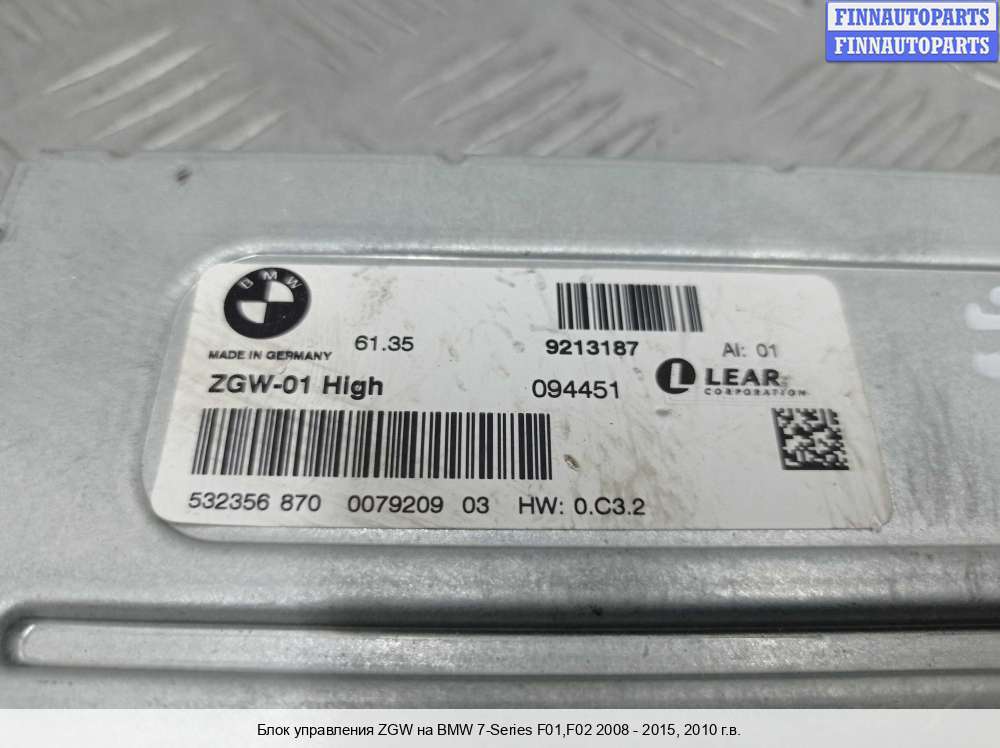 FINNAUTOPARTS
FINNAUTOPARTS
BMW
MADE IN GERMANY
61.35
9213187
AI: 01
ZGW-01 High
094451
LEAR
CORPORATION
532356 870 0079209 03 HW: 0.C3.2
Блок управления ZGW на BMW 7-Series F01,F02 2008 - 2015, 2010 г.в.